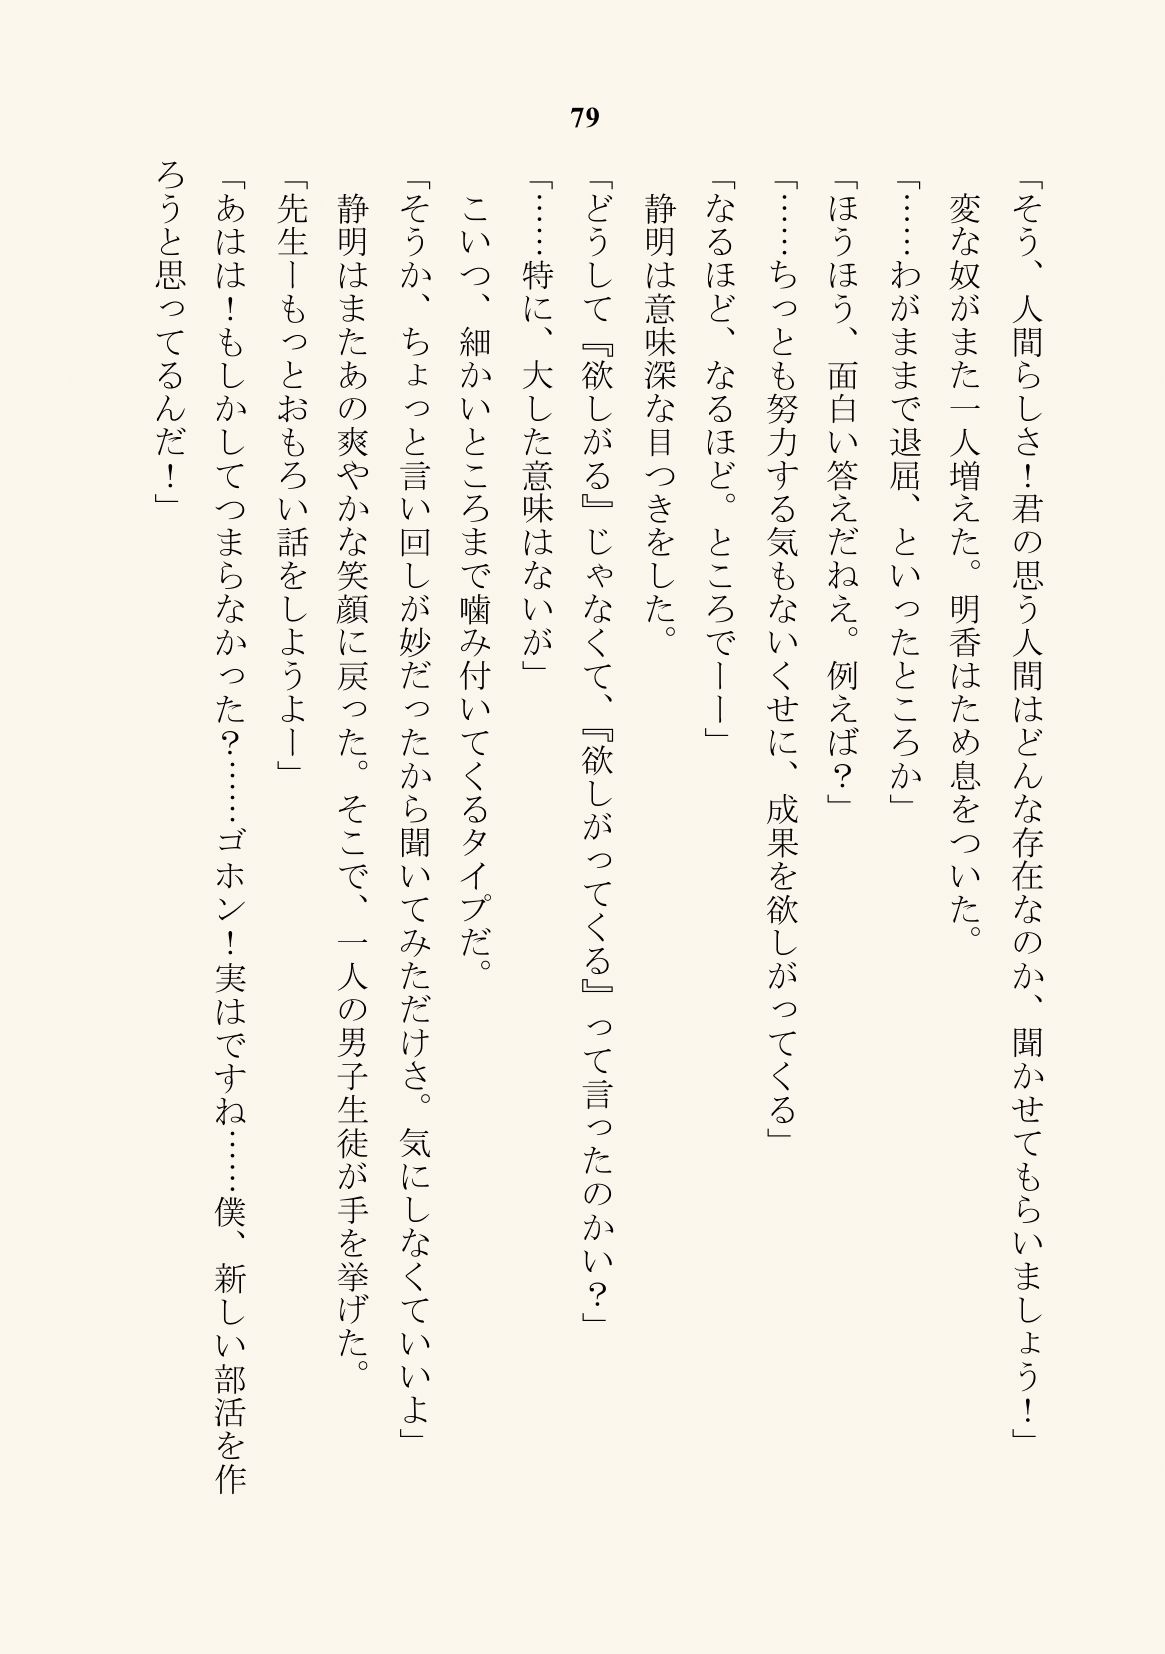 79
「そう、人間らしさ！君の思う人間はどんな存在なのか、聞かせてもらいましょう！」
変な奴がまた一人増えた。明香はため息をついた。
「……わがままで退屈、といったところか」
「ほうほう、面白い答えだねえ。例えば？」
「……ちっとも努力する気もないくせに、成果を欲しがってくる」
「なるほど、なるほど。ところでーー」
静明は意味深な目つきをした。
「どうして『欲しがる』じゃなくて、『欲しがってくる』って言ったのかい？」
「……特に、大した意味はないが」
こいつ、細かいところまで噛み付いてくるタイプだ。
「そうか、ちょっと言い回しが妙だったから聞いてみただけさ。気にしなくていいよ」
静明はまたあの爽やかな笑顔に戻った。そこで、一人の男子生徒が手を挙げた。
「先生ーもっとおもろい話をしようよー」
「あはは！もしかしてつまらなかった？……ゴホン！実はですね……僕、新しい部活を作
ろうと思ってるんだ！」